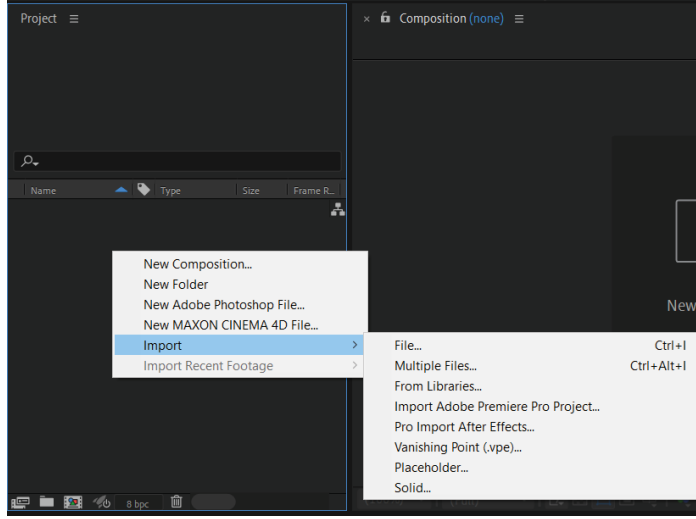 Project
Composition (none)
Name
Type
Size
Frame R...
New
New Composition...
New Folder
New Adobe Photoshop File...
New MAXON CINEMA 4D File...
Import
Import Recent Footage
File... Ctrl+I
Multiple Files... Ctrl+Alt+I
From Libraries...
Import Adobe Premiere Pro Project...
Pro Import After Effects...
Vanishing Point (.vpe)...
Placeholder...
Solid...
8 bpc